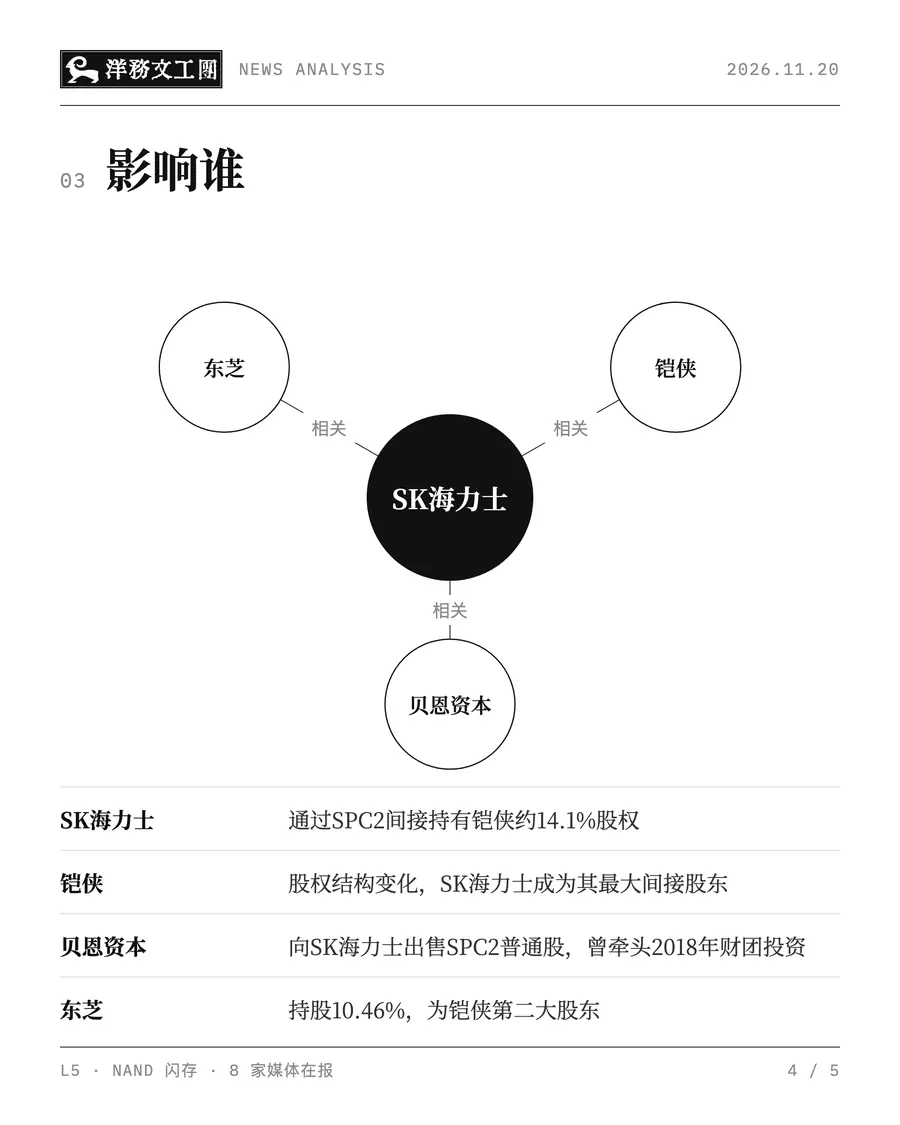 洋務文工團 NEWS ANALYSIS 2026.11.20
03 影响谁
东芝
铠侠
相关
相关
SK海力士
相关
贝恩资本
SK海力士 通过SPC2间接持有铠侠约14.1%股权
铠侠 股权结构变化，SK海力士成为其最大间接股东
贝恩资本 向SK海力士出售SPC2普通股，曾牵头2018年财团投资
东芝 持股10.46%，为铠侠第二大股东
L5 · NAND 闪存 · 8 家媒体在报 4 / 5